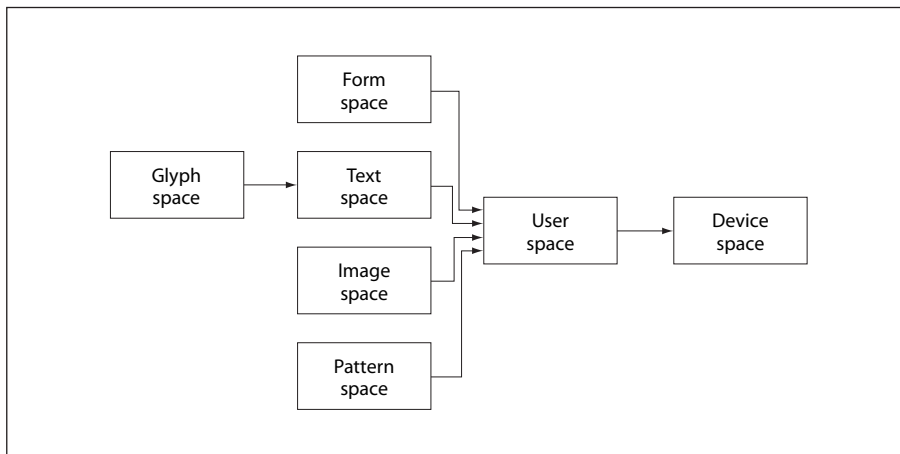 Form
space
Glyph
space
Text
space
User
space
Device
space
Image
space
Pattern
space